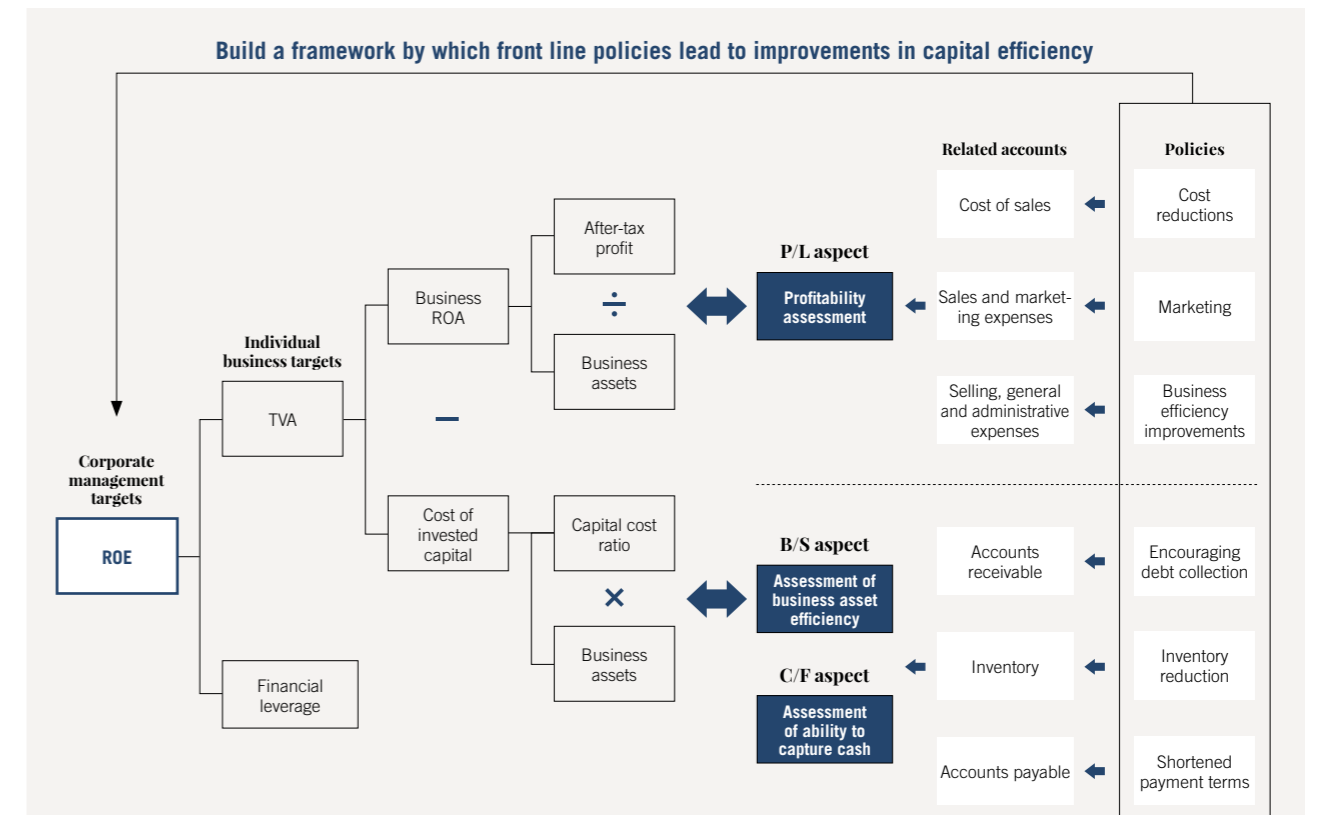 Build a framework by which front line policies lead to improvements in capital efficiency
Related accounts
Policies
Cost of sales
Cost
reductions
After-tax
profit
P/L aspect
÷
Business
ROA
Profitability
assessment
Sales and market-
ing expenses
Marketing
Individual
business targets
Business
assets
TVA
−
Selling, general
and administrative
expenses
Business
efficiency
improvements
Corporate
management
targets
ROE
Cost of
invested
capital
Capital cost
ratio
×
Business
assets
B/S aspect
Assessment of
business asset
efficiency
Accounts
receivable
Encouraging
debt collection
Financial
leverage
C/F aspect
Assessment
of ability to
capture cash
Inventory
Inventory
reduction
Accounts payable
Shortened
payment terms